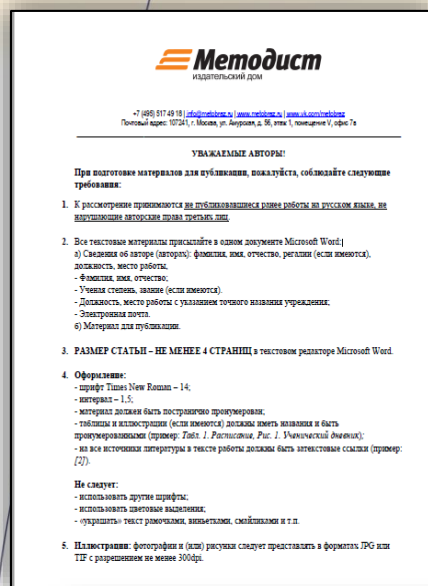 Методист
издательский дом
+7 (495) 517 49 18 | info@metobraz.ru | www.metobraz.ru | www.vk.com/metobraz
Почтовый адрес: 107241, г. Москва, ул. Амурская, д. 56, этаж 1, помещение V, офис 7а
УВАЖАЕМЫЕ АВТОРЫ!
При подготовке материалов для публикации, пожалуйста, соблюдайте следующие
требования:
1. К рассмотрение принимаются не публиковавшиеся ранее работы на русском языке, не
нарушающие авторские права третьих лиц.
2. Все текстовые материалы присылайте в одном документе Microsoft Word:
а) Сведения об авторе (авторах): фамилия, имя, отчество, регалии (если имеются),
должность, место работы,
- Фамилия, имя, отчество;
- Ученая степень, звание (если имеются).
- Должность, место работы с указанием точного названия учреждения;
- Электронная почта.
б) Материал для публикации.
3. РАЗМЕР СТАТЬИ – НЕ МЕНЕЕ 4 СТРАНИЦ в текстовом редакторе Microsoft Word.
4. Оформление:
- шрифт Times New Roman – 14;
- интервал – 1,5;
- материал должен быть постранично пронумерован;
- таблицы и иллюстрации (если имеются) должны иметь названия и быть
пронумерованными (пример: Табл. 1. Расписание, Рис. 1. Ученический дневник);
- на все источники литературы в тексте работы должны быть затекстовые ссылки (пример:
[2]).
Не следует:
- использовать другие шрифты;
- использовать цветовые выделения;
- «украшать» текст рамочками, виньетками, смайликами и т.п.
5. Иллюстрации: фотографии и (или) рисунки следует представлять в форматах JPG или
TIF с разрешением не менее 300dpi.